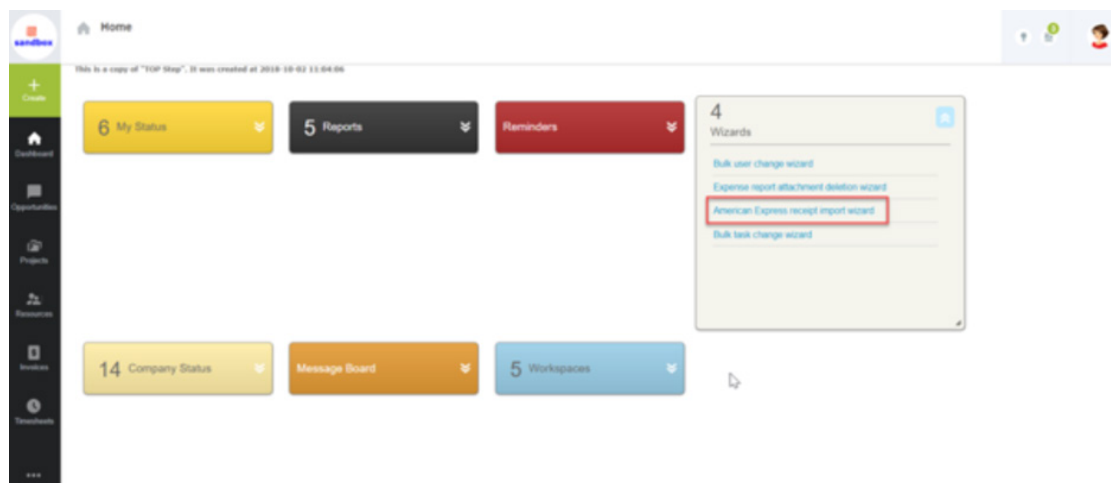 sandbox
Home
This is a copy of "TOP Step". It was created at 2018-10-02 11:04:06
Create
Dashboard
Opportunities
Projects
Resources
Invoices
Timesheets
6 My Status
5 Reports
Reminders
4
Wizards
Bulk user change wizard
Expense report attachment deletion wizard
American Express receipt import wizard
Bulk task change wizard
14 Company Status
Message Board
5 Workspaces